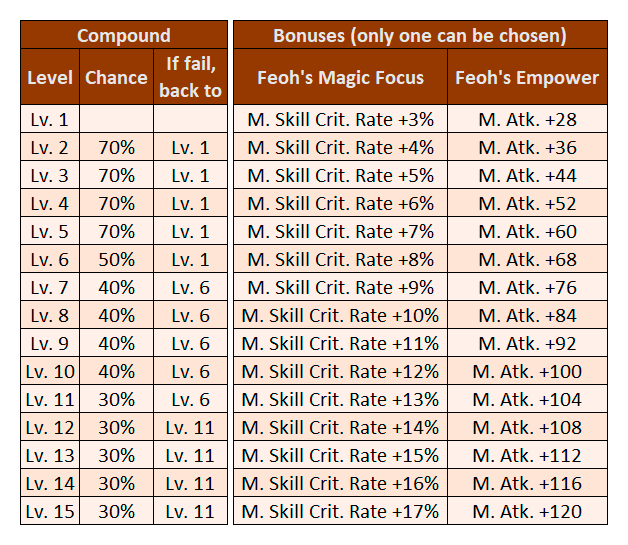 Compound Bonuses (only one can be chosen)
Level Chance If fail, back to Feoh's Magic Focus Feoh's Empower
Lv. 1 M. Skill Crit. Rate +3% M. Atk. +28
Lv. 2 70% Lv. 1 M. Skill Crit. Rate +4% M. Atk. +36
Lv. 3 70% Lv. 1 M. Skill Crit. Rate +5% M. Atk. +44
Lv. 4 70% Lv. 1 M. Skill Crit. Rate +6% M. Atk. +52
Lv. 5 70% Lv. 1 M. Skill Crit. Rate +7% M. Atk. +60
Lv. 6 50% Lv. 1 M. Skill Crit. Rate +8% M. Atk. +68
Lv. 7 40% Lv. 6 M. Skill Crit. Rate +9% M. Atk. +76
Lv. 8 40% Lv. 6 M. Skill Crit. Rate +10% M. Atk. +84
Lv. 9 40% Lv. 6 M. Skill Crit. Rate +11% M. Atk. +92
Lv. 10 40% Lv. 6 M. Skill Crit. Rate +12% M. Atk. +100
Lv. 11 30% Lv. 6 M. Skill Crit. Rate +13% M. Atk. +104
Lv. 12 30% Lv. 11 M. Skill Crit. Rate +14% M. Atk. +108
Lv. 13 30% Lv. 11 M. Skill Crit. Rate +15% M. Atk. +112
Lv. 14 30% Lv. 11 M. Skill Crit. Rate +16% M. Atk. +116
Lv. 15 30% Lv. 11 M. Skill Crit. Rate +17% M. Atk. +120